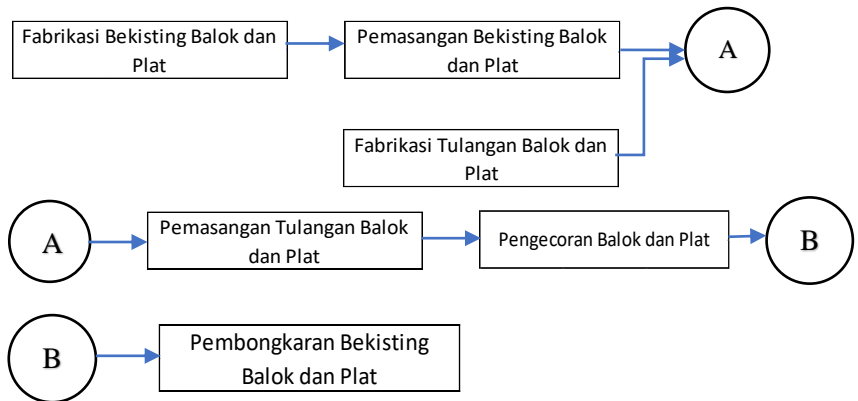 Fabrikasi Bekisting Balok dan
Plat
Pemasangan Bekisting Balok
dan Plat
A
Fabrikasi Tulangan Balok dan
Plat
A
Pemasangan Tulangan Balok
dan Plat
Pengecoran Balok dan Plat
B
B
Pembongkaran Bekisting
Balok dan Plat